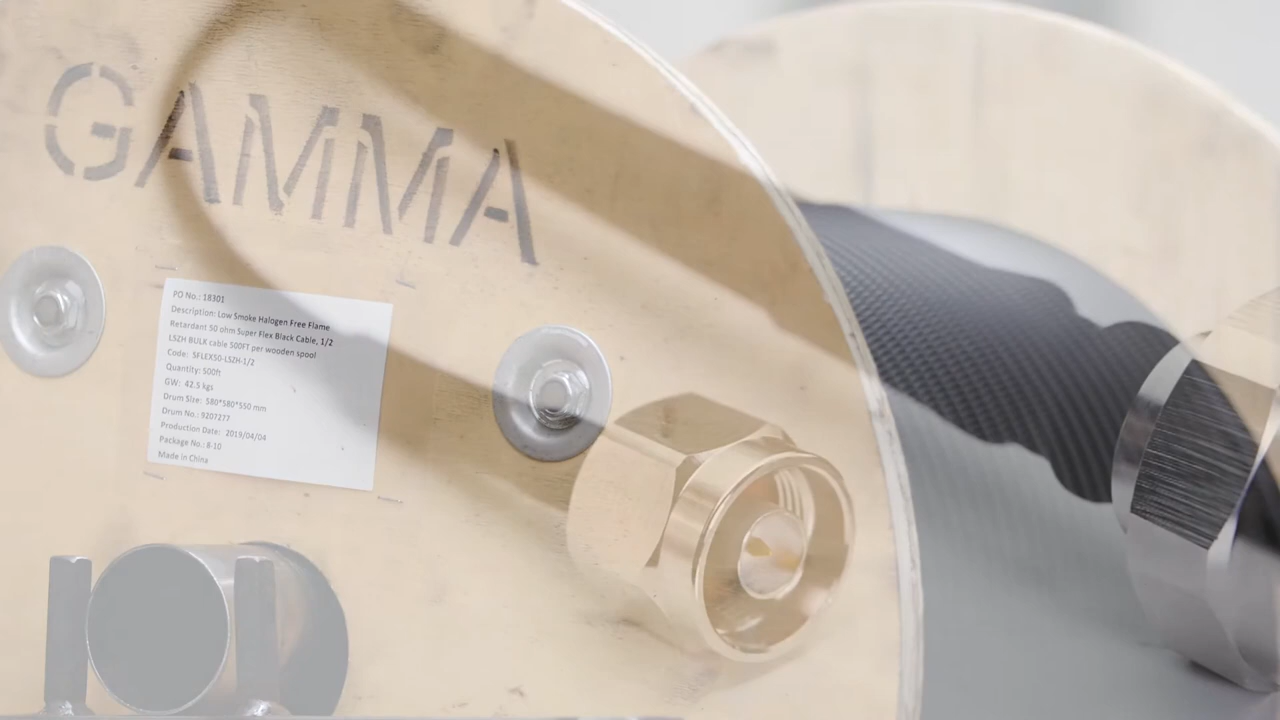 GAMMA
PO No.: 18301
Description: Low Smoke Halogen Free Flame
Retardant 50 ohm Super Flex Black Cable, 1/2
LSZH BULK cable 500FT per wooden spool
Code: SFLEX50-LSZH-1/2
Quantity: 500ft
GW: 42.5 kgs
Drum Size: 580*580*550 mm
Drum No.: 9207277
Production Date: 2019/04/04
Package No.: 8-10
Made in China